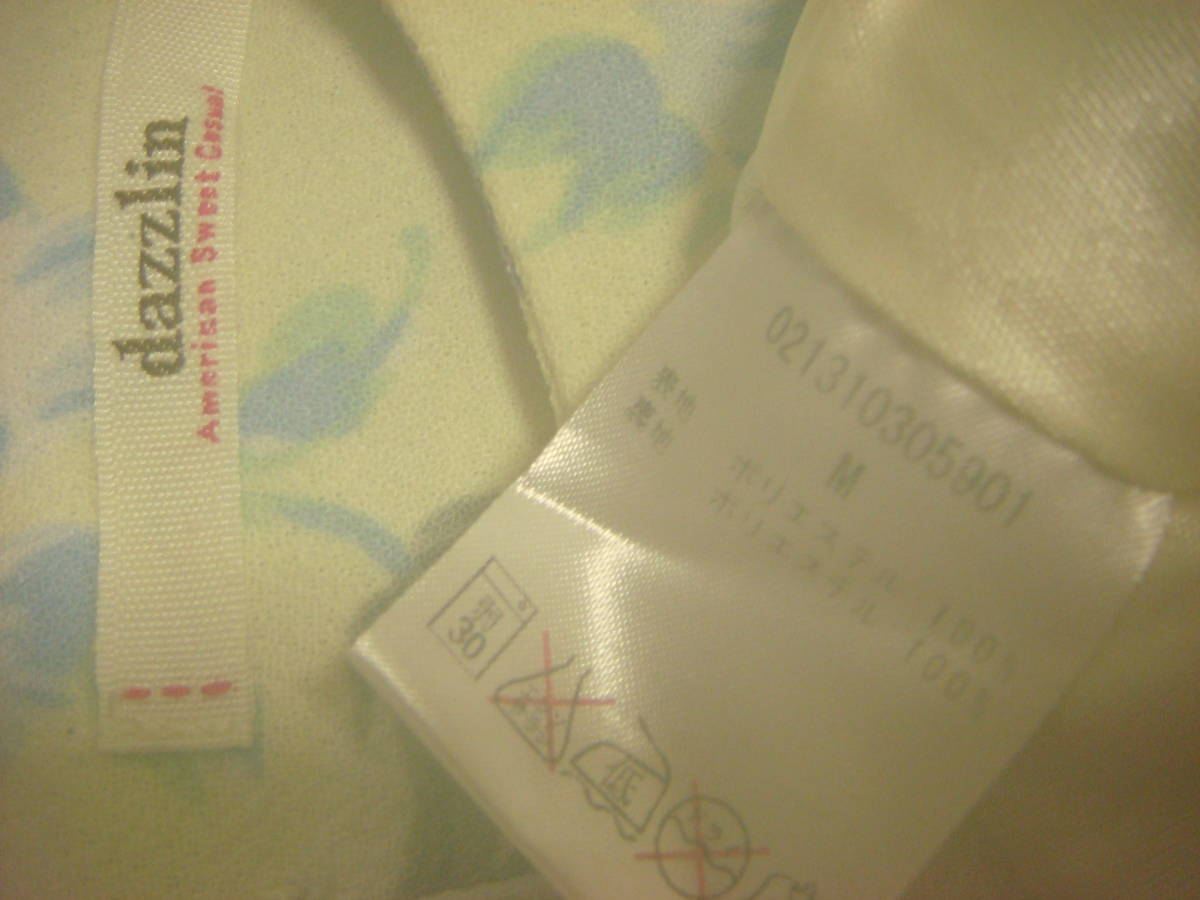 dazzlin
Amerisan Sweet Casual
021310305901
M
表地 ポリエステル 100%
裏地 ポリエステル 100%
30
低